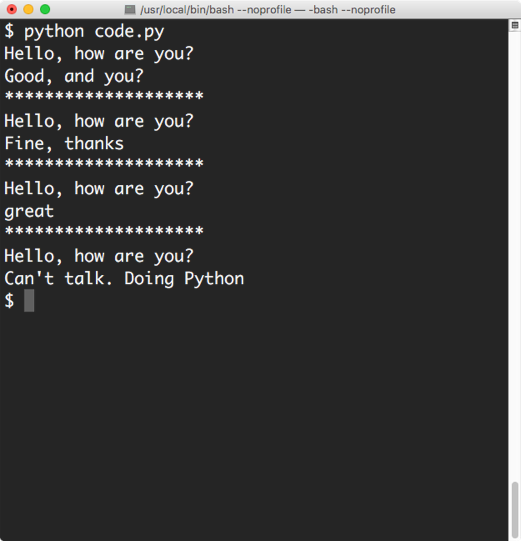 /usr/local/bin/bash --noprofile — -bash --noprofile
$ python code.py
Hello, how are you?
Good, and you?
********************
Hello, how are you?
Fine, thanks
********************
Hello, how are you?
great
********************
Hello, how are you?
Can't talk. Doing Python
$